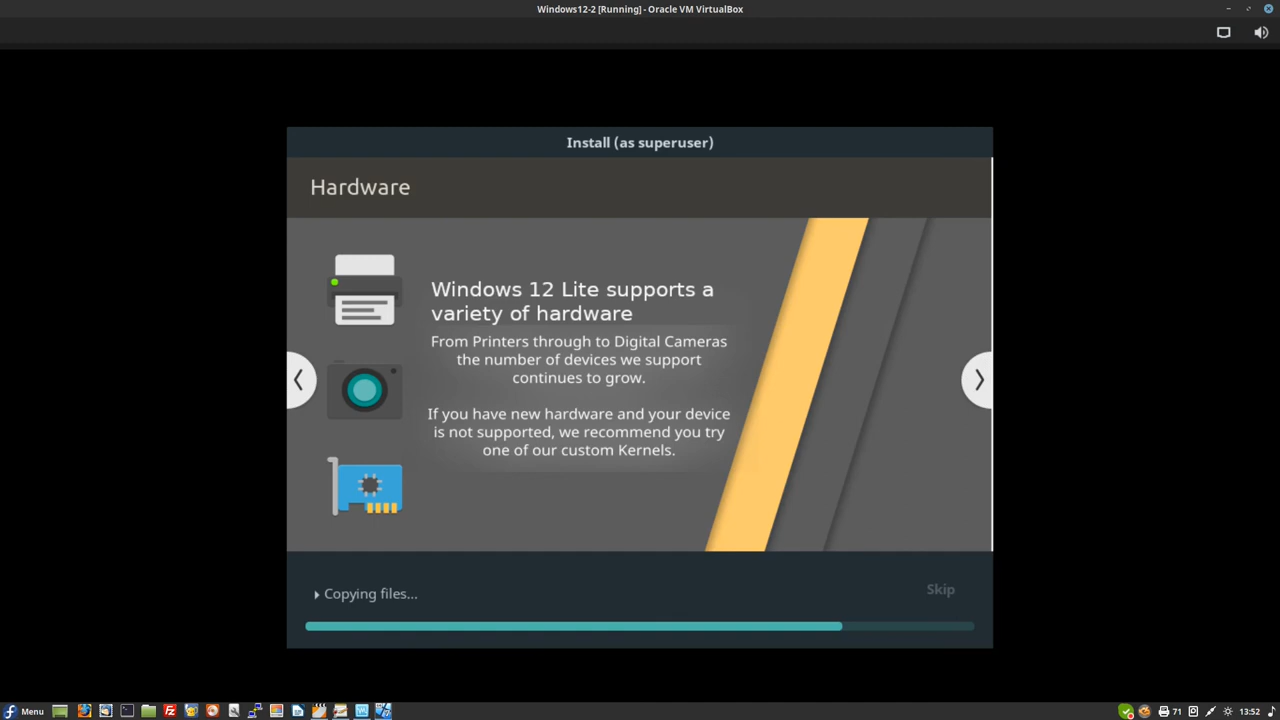 Windows12-2 [Running] - Oracle VM VirtualBox
Install (as superuser)
Hardware
Windows 12 Lite supports a
variety of hardware
From Printers through to Digital Cameras
the number of devices we support
continues to grow.
If you have new hardware and your device
is not supported, we recommend you try
one of our custom Kernels.
Copying files...
Skip
Menu
71
13:52